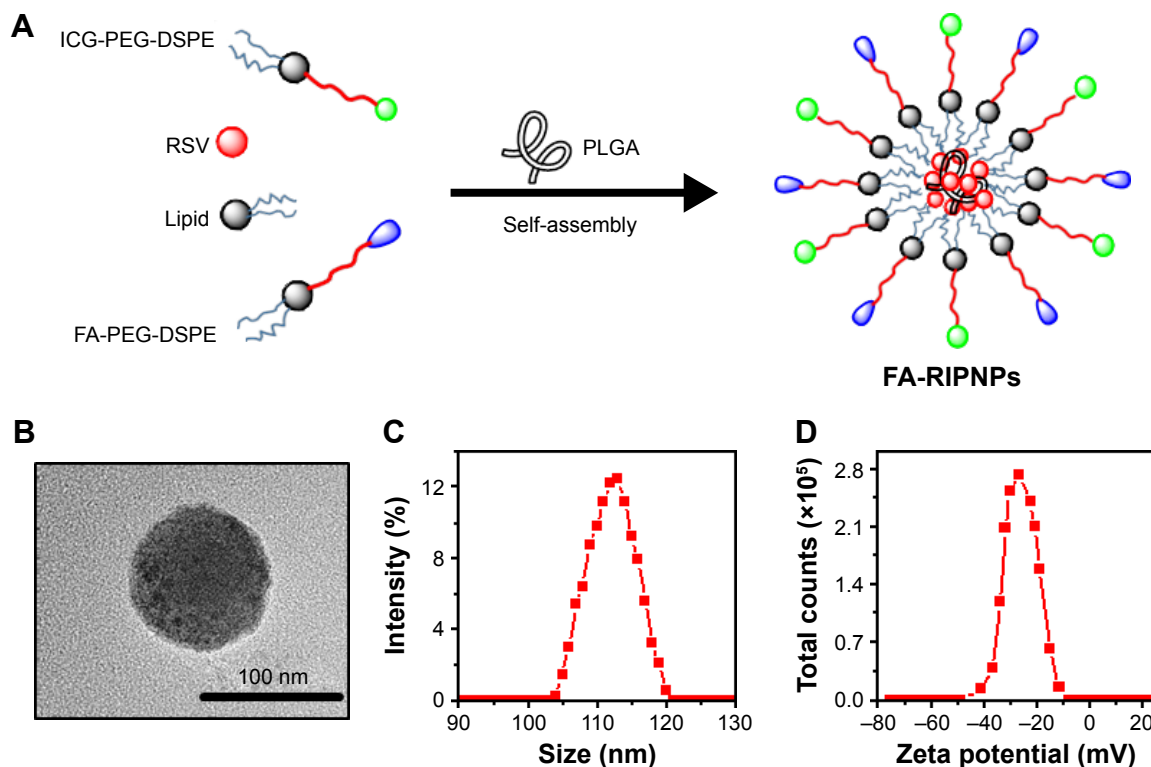 A
ICG-PEG-DSPE
RSV
Lipid
FA-PEG-DSPE
PLGA
Self-assembly
FA-RIPNPs
B
100 nm
C
Intensity (%)
12
8
4
0
90 100 110 120 130
Size (nm)
D
Total counts (×10⁵)
2.8
2.1
1.4
0.7
0.0
–80 –60 –40 –20 0 20
Zeta potential (mV)